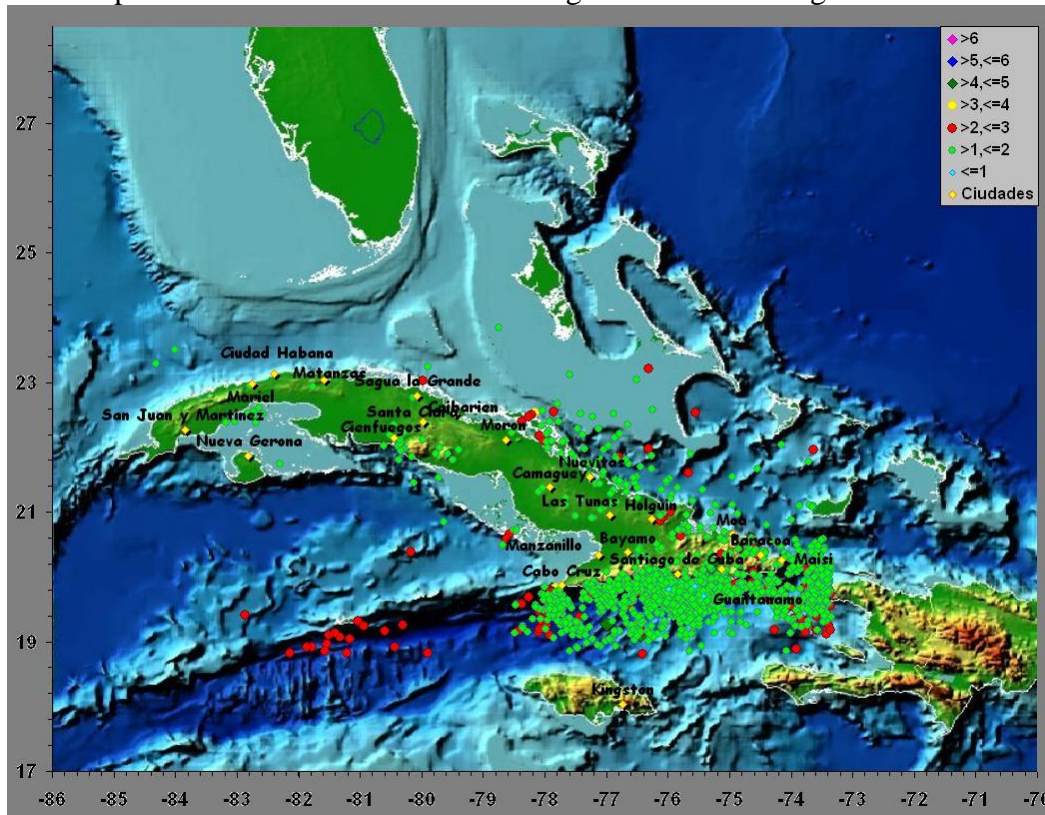 >6
>5,<=6
>4,<=5
>3,<=4
>2,<=3
>1,<=2
<=1
Ciudades
27
25
23
21
19
17
Ciudad Habana
Matanzas
Sagua la Grande
Mariel
San Juan y Martinez
Santa Clara
Caibarien
Cienfuegos
Moron
Nueva Gerona
Nuevitas
Camaguey
Las Tunas
Holguin
Moa
Bayamo
Baracoa
Manzanillo
Santiago de Cuba
Maisi
Cabo Cruz
Guantanamo
Kingston
-86 -85 -84 -83 -82 -81 -80 -79 -78 -77 -76 -75 -74 -73 -72 -71